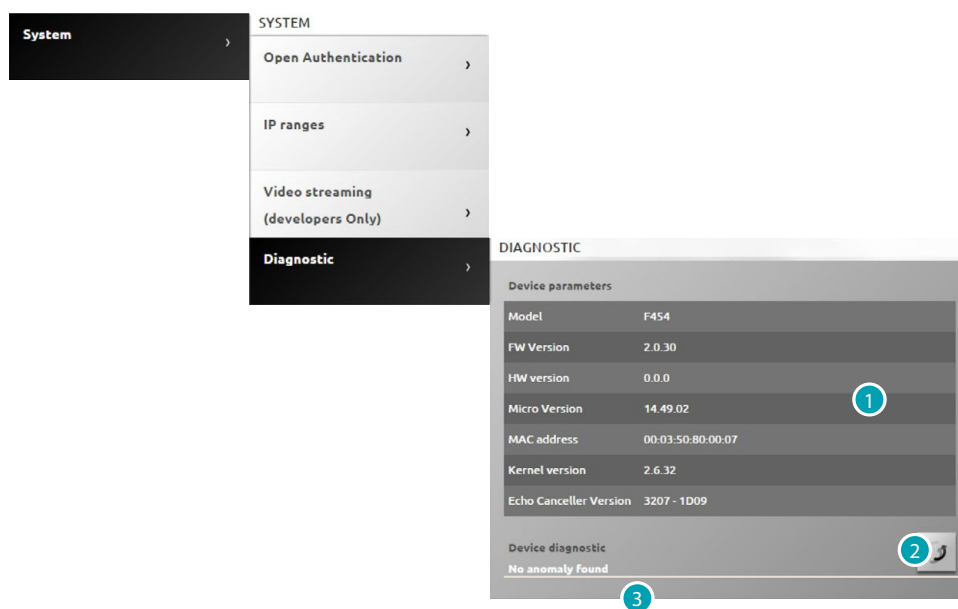 System
SYSTEM
Open Authentication
IP ranges
Video streaming
(developers Only)
Diagnostic
DIAGNOSTIC
Device parameters
Model F454
FW Version 2.0.30
HW version 0.0.0
1
Micro Version 14.49.02
MAC address 00:03:50:80:00:07
Kernel version 2.6.32
Echo Canceller Version 3207 - 1D09
Device diagnostic
2
No anomaly found
3